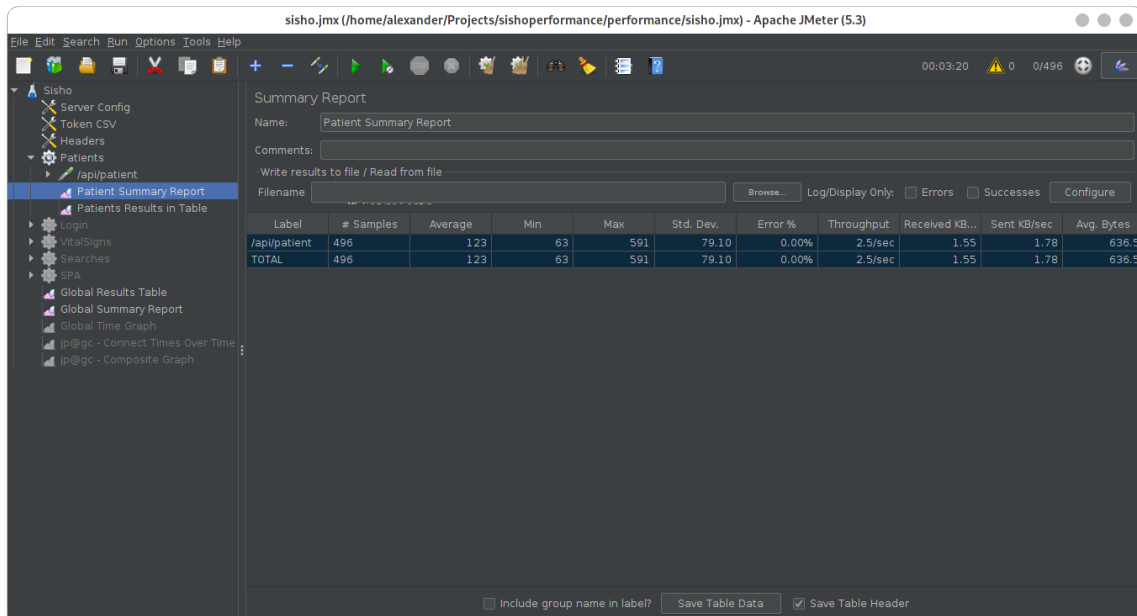 sisho.jmx (/home/alexander/Projects/sishoperformance/performance/sisho.jmx) - Apache JMeter (5.3)
File Edit Search Run Options Tools Help
00:03:20 0 0/496
Sisho
Server Config
Token CSV
Headers
Patients
/api/patient
Patient Summary Report
Patients Results in Table
Login
VitalSigns
Searches
SPA
Global Results Table
Global Summary Report
Global Time Graph
jp@gc - Connect Times Over Time
jp@gc - Composite Graph
Summary Report
Name: Patient Summary Report
Comments:
Write results to file / Read from file
Filename Browse... Log/Display Only: Errors Successes Configure
Label # Samples Average Min Max Std. Dev. Error % Throughput Received KB... Sent KB/sec Avg. Bytes
/api/patient 496 123 63 591 79.10 0.00% 2.5/sec 1.55 1.78 636.5
TOTAL 496 123 63 591 79.10 0.00% 2.5/sec 1.55 1.78 636.5
Include group name in label? Save Table Data Save Table Header